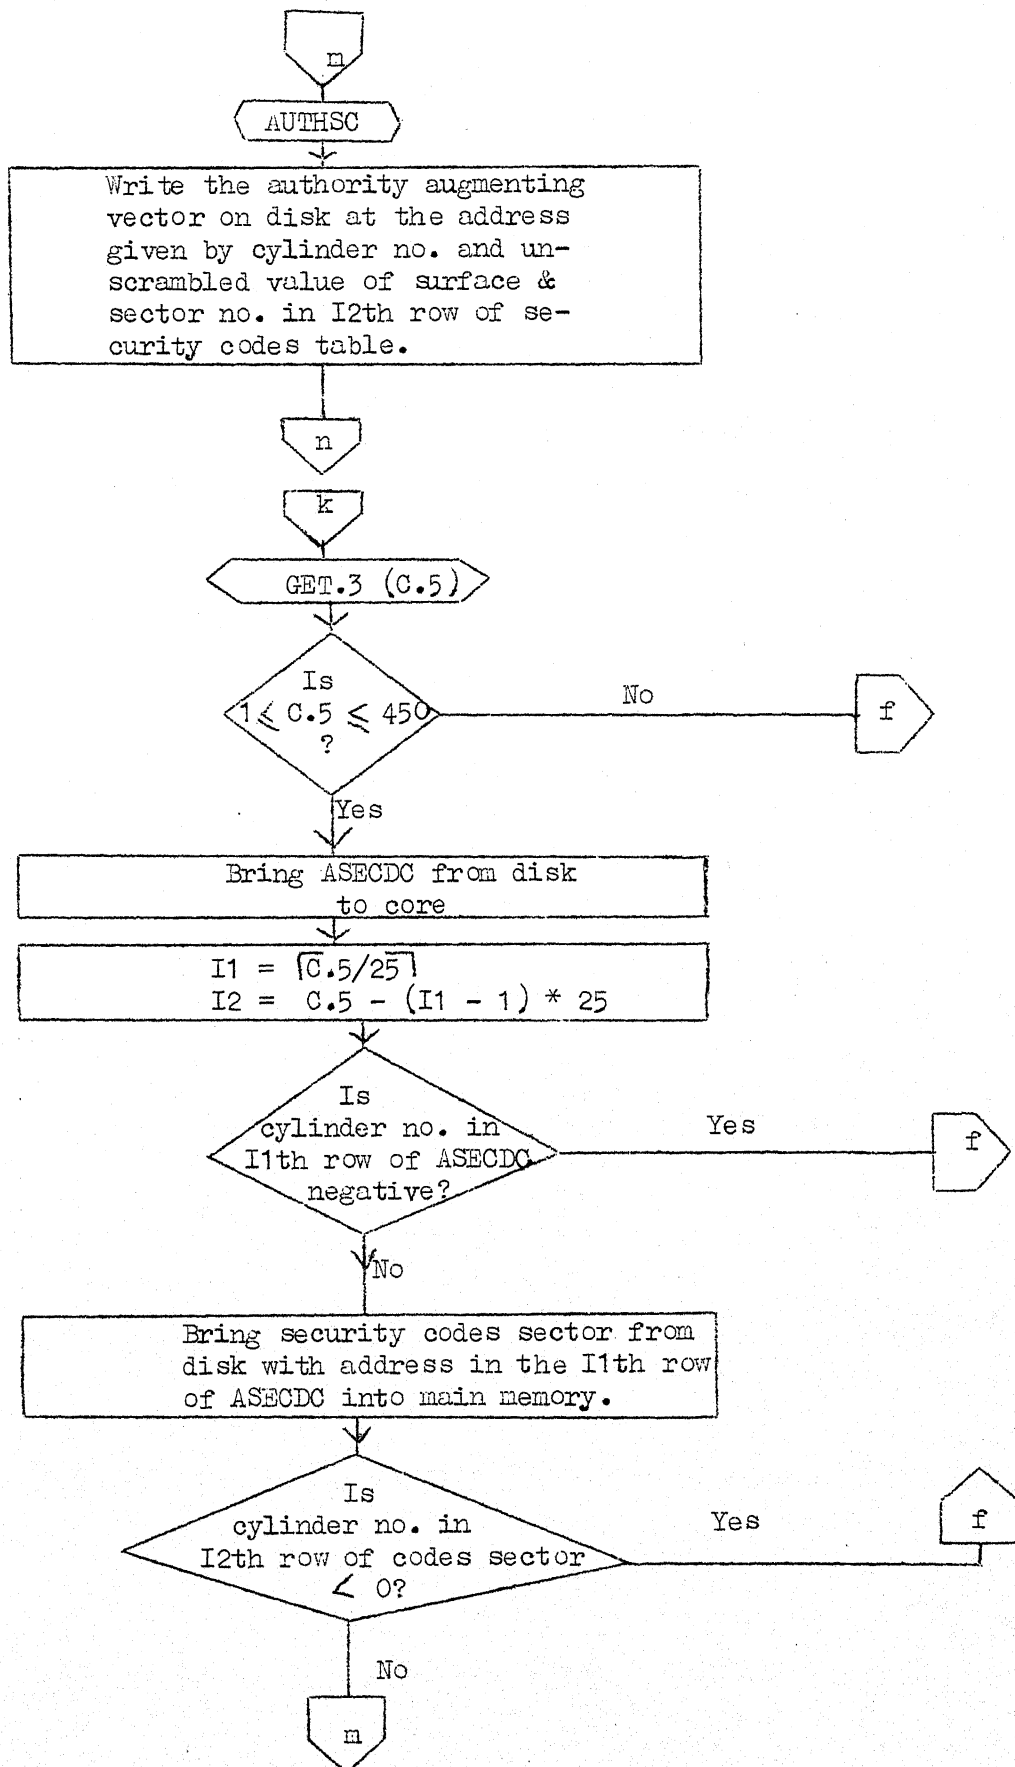 m
AUTHSC
Write the authority augmenting
vector on disk at the address
given by cylinder no. and un-
scrambled value of surface &
sector no. in I2th row of se-
curity codes table.
n
k
GET.3 (C.5)
Is
1 ≤ C.5 ≤ 450
?
No
f
Yes
Bring ASECDC from disk
to core
I1 = ⌈C.5/25⌉
I2 = C.5 - (I1 - 1) * 25
Is
cylinder no. in
I1th row of ASECDC
negative?
Yes
f
No
Bring security codes sector from
disk with address in the I1th row
of ASECDC into main memory.
Is
cylinder no. in
I2th row of codes sector
< 0?
Yes
f
No
m